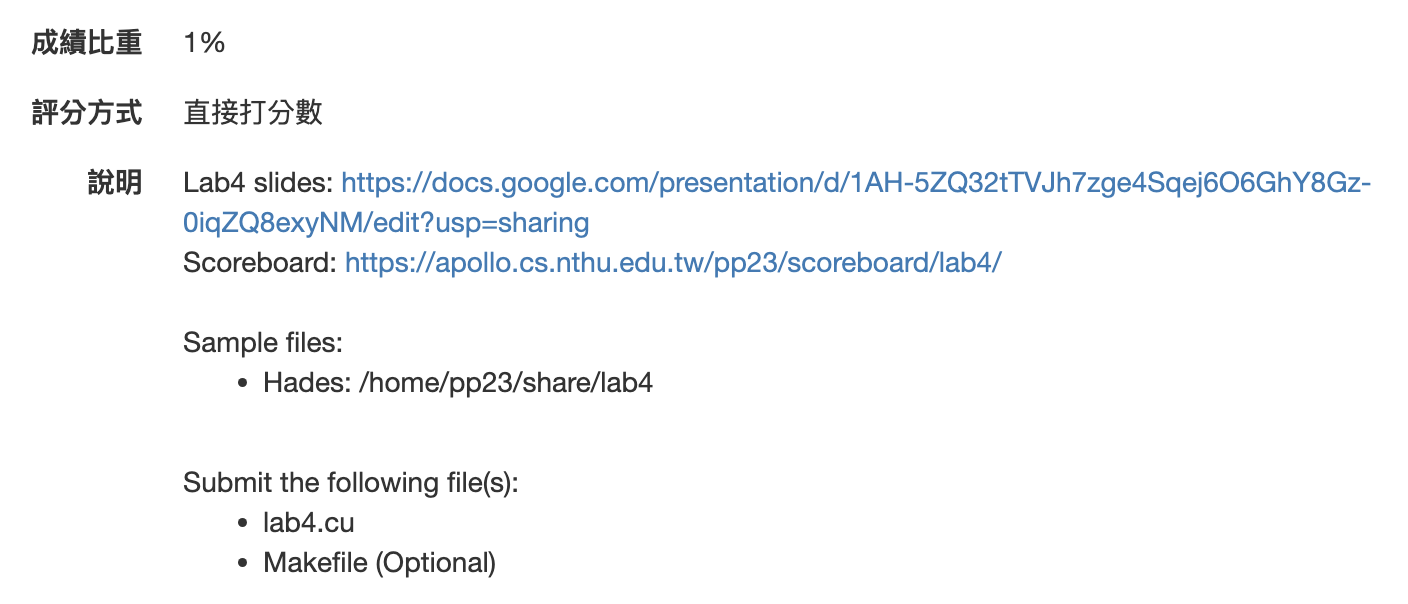 成績比重 1%
評分方式 直接打分數
說明 Lab4 slides: https://docs.google.com/presentation/d/1AH-5ZQ32tTVJh7zge4Sqej6O6GhY8Gz-
0iqZQ8exyNM/edit?usp=sharing
Scoreboard: https://apollo.cs.nthu.edu.tw/pp23/scoreboard/lab4/
Sample files:
• Hades: /home/pp23/share/lab4
Submit the following file(s):
• lab4.cu
• Makefile (Optional)